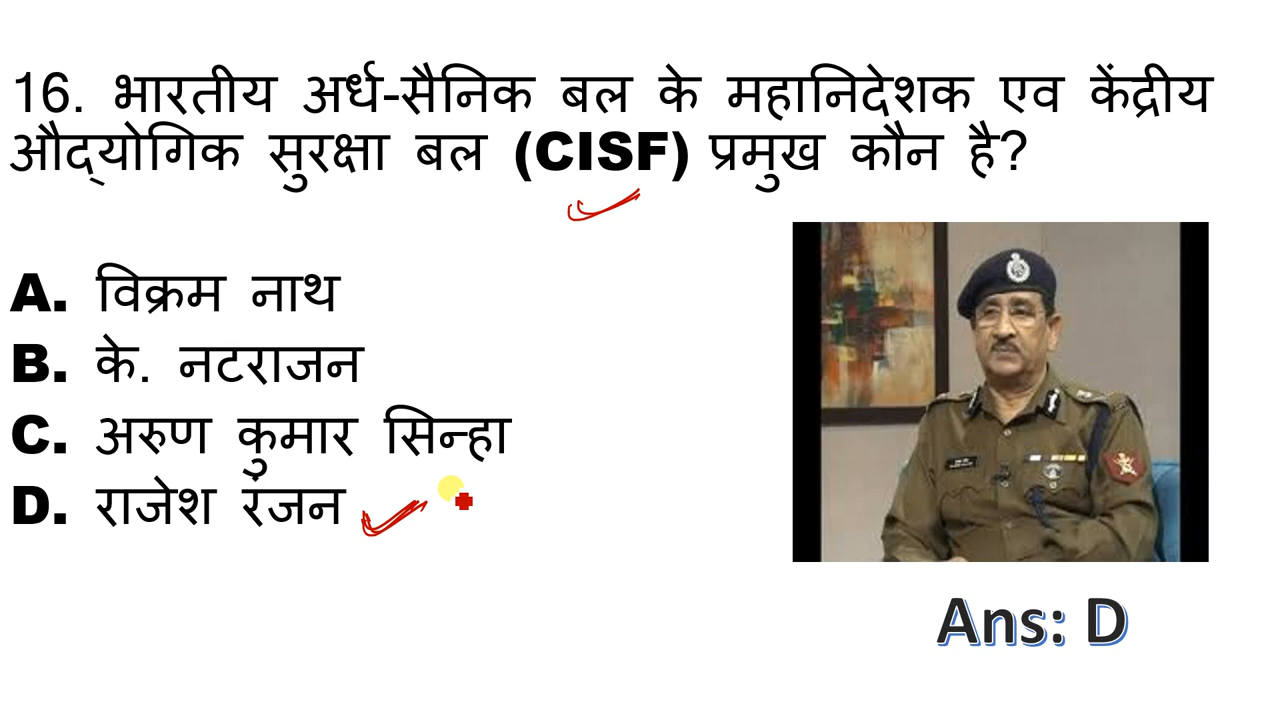 16. भारतीय अर्ध-सैनिक बल के महानिदेशक एव केंद्रीय
औद्योगिक सुरक्षा बल (CISF) प्रमुख कौन है?
A. विक्रम नाथ
B. के. नटराजन
C. अरुण कुमार सिन्हा
D. राजेश रंजन
Ans: D